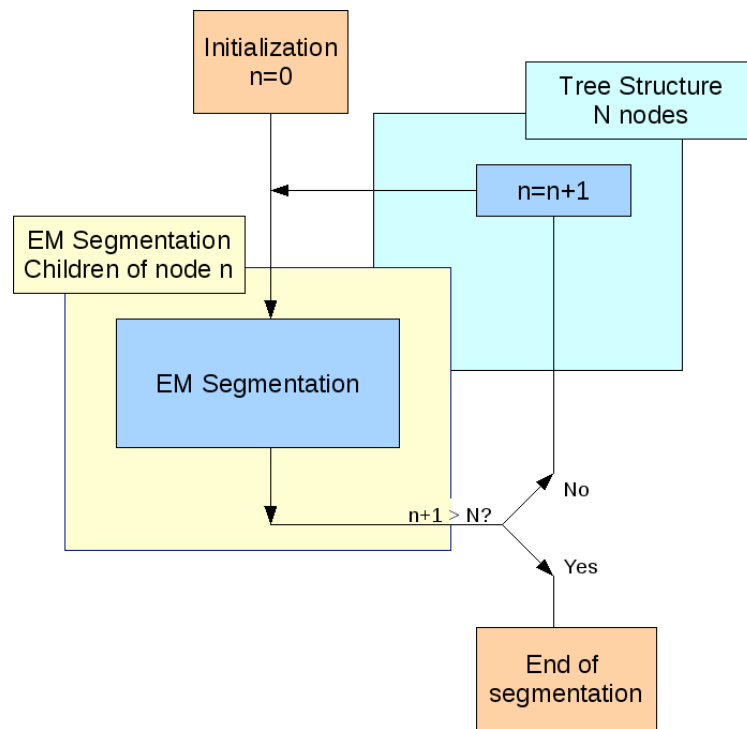 Initialization
n=0
Tree Structure
N nodes
n=n+1
EM Segmentation
Children of node n
EM Segmentation
n+1 > N?
No
Yes
End of
segmentation